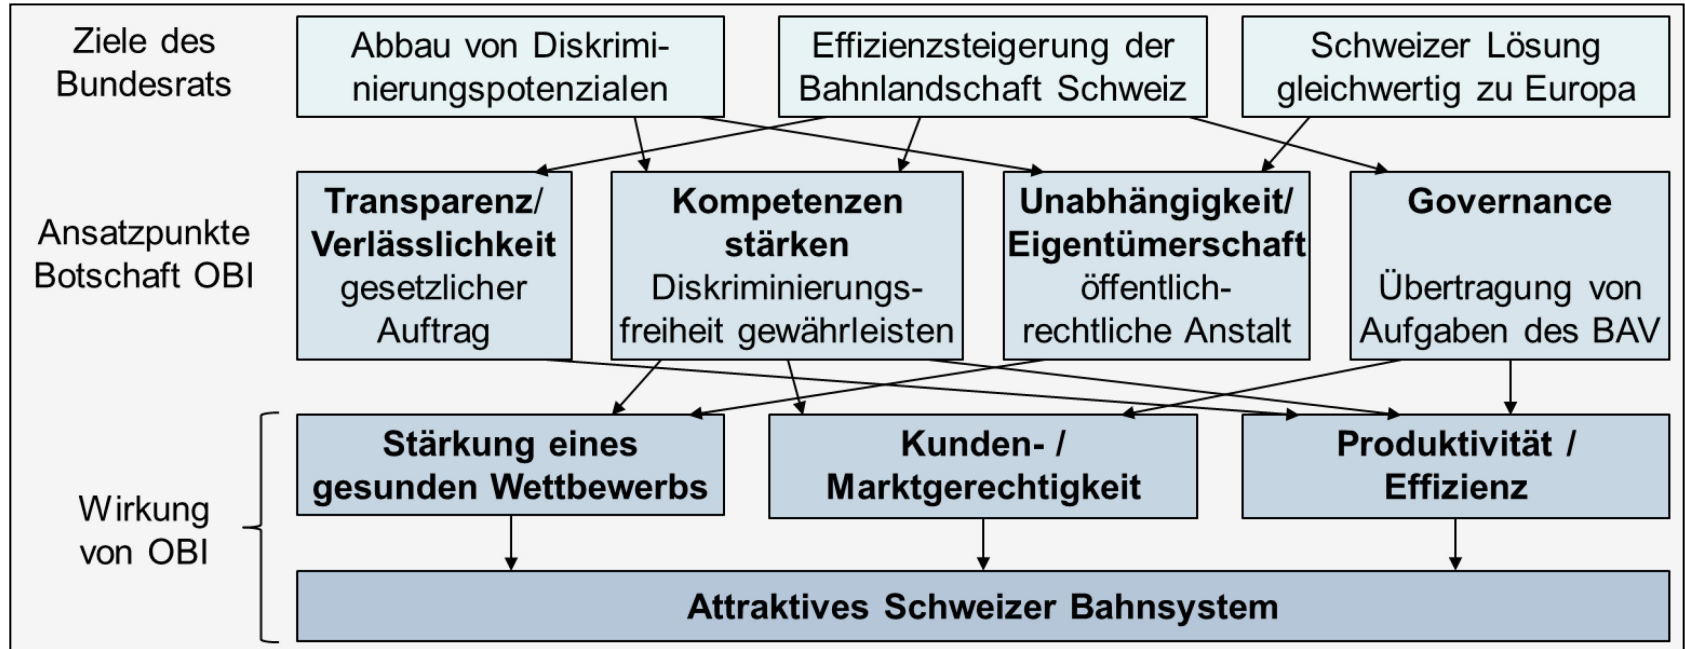 Ziele des
Bundesrats
Abbau von Diskrimi-
nierungspotenzialen
Effizienzsteigerung der
Bahnlandschaft Schweiz
Schweizer Lösung
gleichwertig zu Europa
Ansatzpunkte
Botschaft OBI
Transparenz/
Verlässlichkeit
gesetzlicher
Auftrag
Kompetenzen
stärken
Diskriminierungs-
freiheit gewährleisten
Unabhängigkeit/
Eigentümerschaft
öffentlich-
rechtliche Anstalt
Governance
Übertragung von
Aufgaben des BAV
Wirkung
von OBI
Stärkung eines
gesunden Wettbewerbs
Kunden- /
Marktgerechtigkeit
Produktivität /
Effizienz
Attraktives Schweizer Bahnsystem